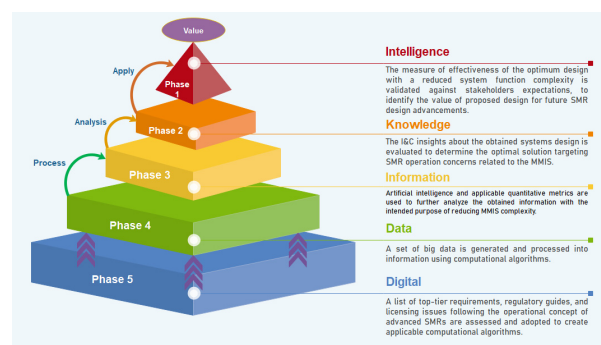 Value
Intelligence
Apply
The measure of effectiveness of the optimum design
with a reduced system function complexity is
validated against stakeholders expectations, to
identify the value of proposed design for future SMR
design advancements.
Phase
1
Analysis
Knowledge
Phase 2
The I&C insights about the obtained systems design is
evaluated to determine the optimal solution targeting
SMR operation concerns related to the MMIS.
Process
Phase 3
Information
Artificial intelligence and applicable quantitative metrics are
used to further analyze the obtained information with the
intended purpose of reducing MMIS complexity.
Phase 4
Data
A set of big data is generated and processed into
information using computational algorithms.
Phase 5
Digital
A list of top-tier requirements, regulatory guides, and
licensing issues following the operational concept of
advanced SMRs are assessed and adopted to create
applicable computational algorithms.